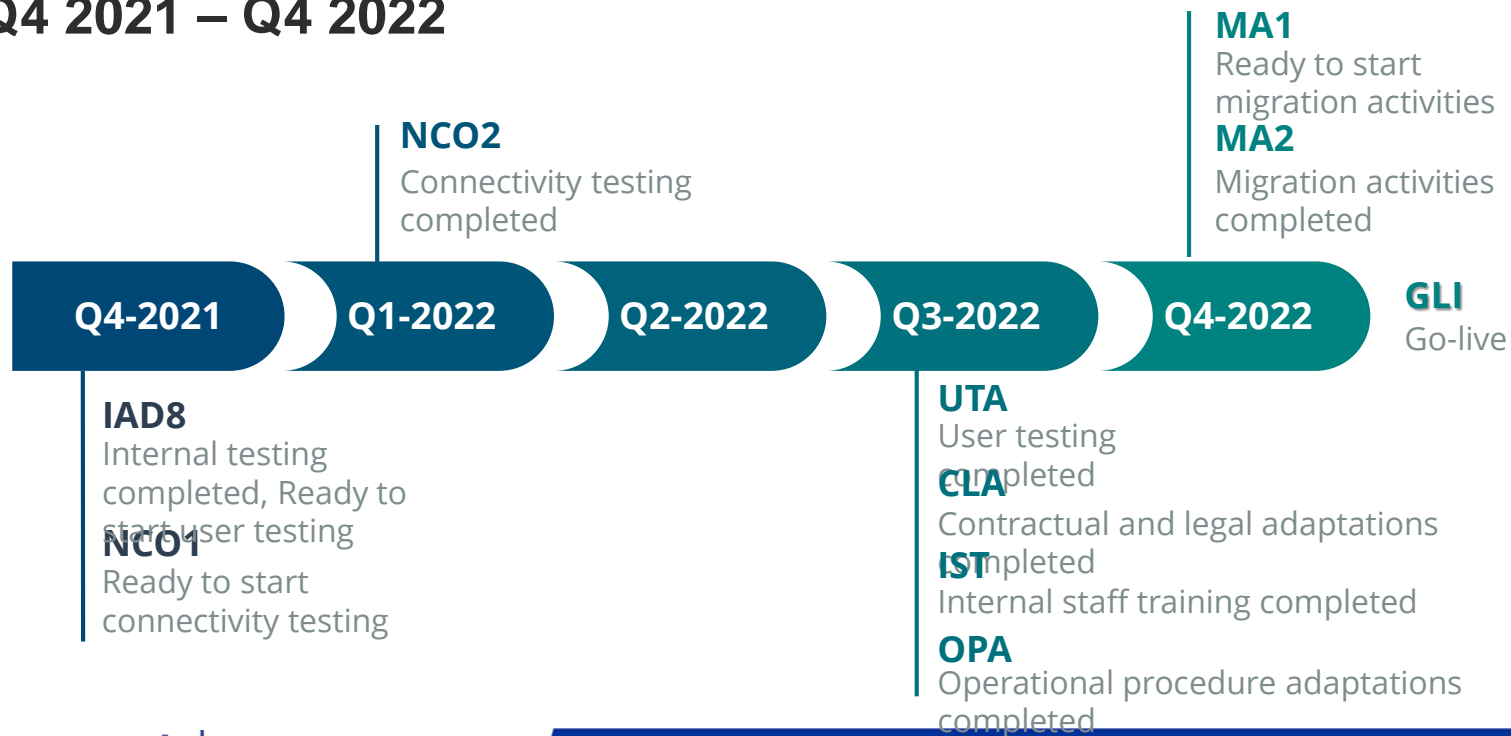 Q4 2021 – Q4 2022
MA1
Ready to start
migration activities
MA2
Migration activities
completed
NCO2
Connectivity testing
completed
Q4-2021
Q1-2022
Q2-2022
Q3-2022
Q4-2022
GLI
Go-live
IAD8
Internal testing
completed, Ready to
start user testing
NCO1
Ready to start
connectivity testing
UTA
User testing
completed
CLA
Contractual and legal adaptations
completed
IST
Internal staff training completed
OPA
Operational procedure adaptations
completed